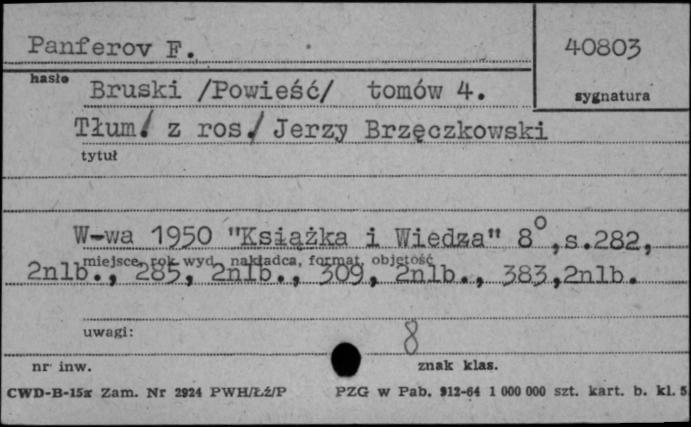 Panferov F.
40803
hasło
Bruski /Powieść/ tomów 4.
sygnatura
Tłum. z ros. Jerzy Brzęczkowski
tytuł
W-wa 1950 "Książka i Wiedza" 8⁰,s.282,
miejsce, rok wyd., nakładca, format, objętość
2nlb., 285, 2nlb., 309, 2nlb., 383,2nlb.
uwagi:
8
nr inw.
znak klas.
CWD-B-15x Zam. Nr 2924 PWH/Łź/P PZG w Pab. 912-64 1 000 000 szt. kart. b. kl. 5